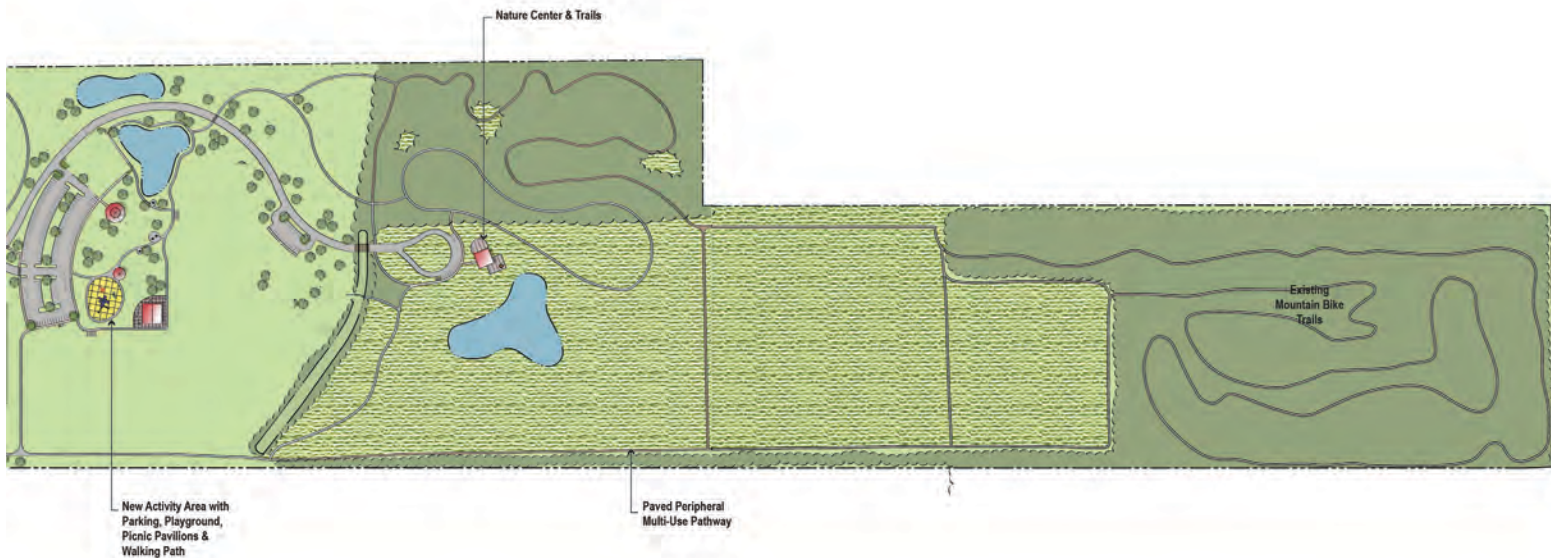 Nature Center & Trails
Existing
Mountain Bike
Trails
New Activity Area with
Parking, Playground,
Picnic Pavilions &
Walking Path
Paved Peripheral
Multi-Use Pathway